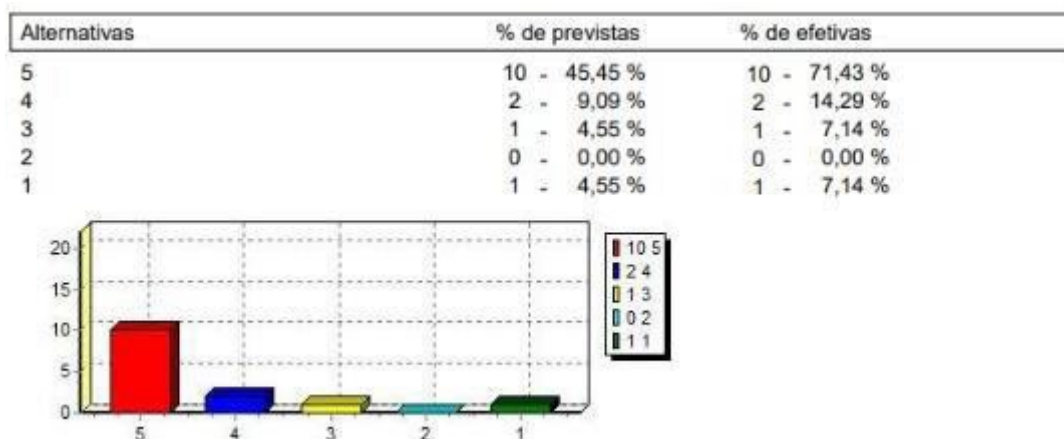 Alternativas % de previstas % de efetivas
5 10 - 45,45 % 10 - 71,43 %
4 2 - 9,09 % 2 - 14,29 %
3 1 - 4,55 % 1 - 7,14 %
2 0 - 0,00 % 0 - 0,00 %
1 1 - 4,55 % 1 - 7,14 %
20
15
10
5
0
5 4 3 2 1
10 5
2 4
1 3
0 2
1 1